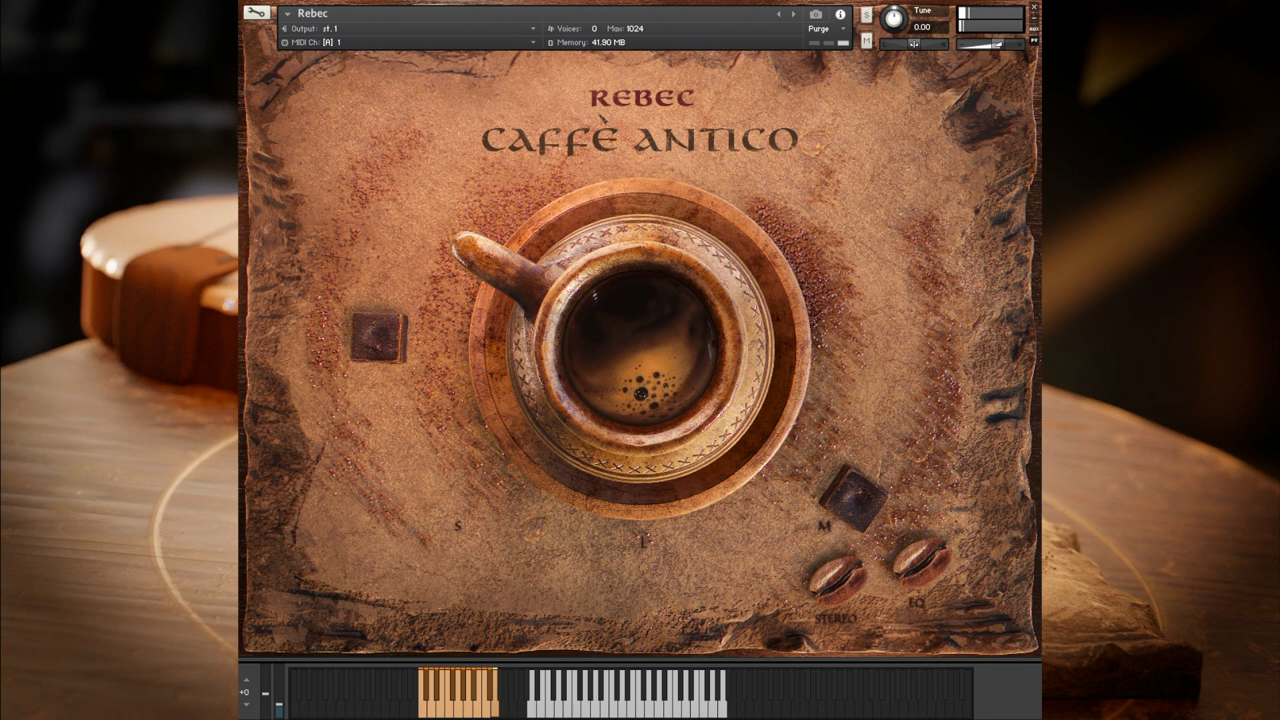 Rebec
Output: st. 1
Voices: 0 Max: 1024
Purge
MIDI Ch: [A] 1
Memory: 41.90 MB
S
M
Tune
0.00
REBEC
CAFFÈ ANTICO
S
L
M
STEREO
EQ
+0